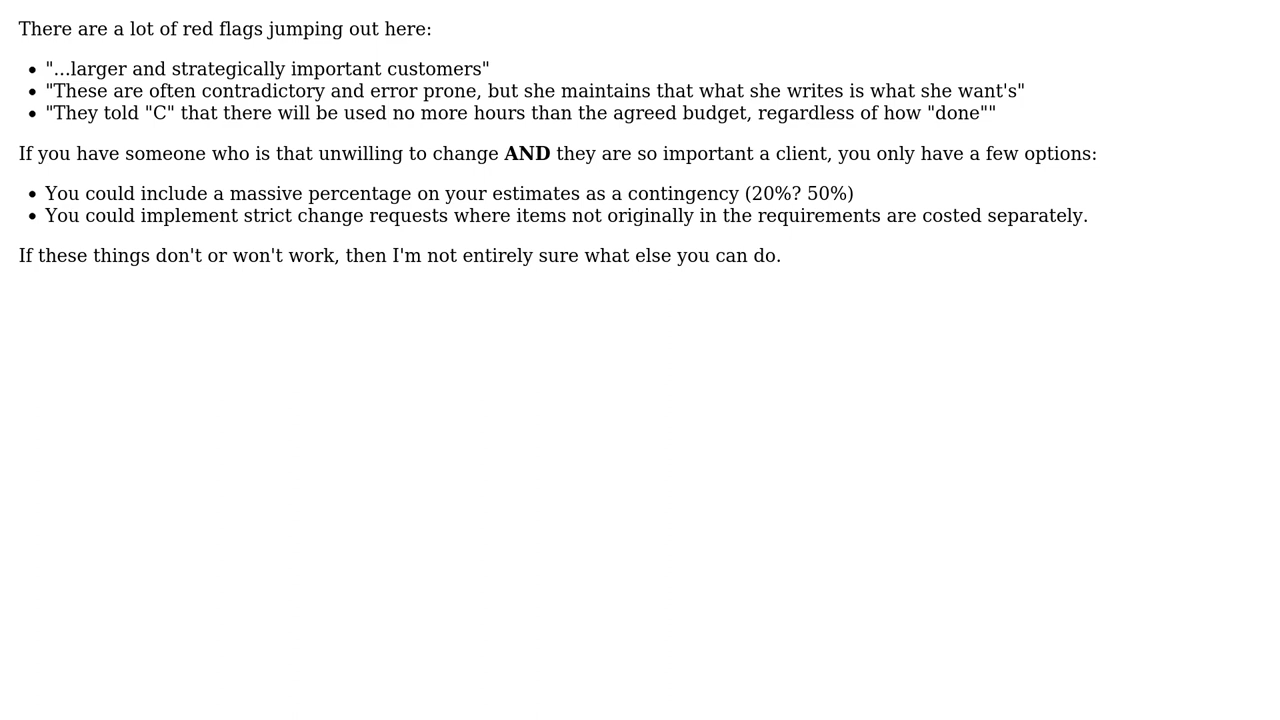 There are a lot of red flags jumping out here:
• "...larger and strategically important customers"
• "These are often contradictory and error prone, but she maintains that what she writes is what she want's"
• "They told "C" that there will be used no more hours than the agreed budget, regardless of how "done""
If you have someone who is that unwilling to change AND they are so important a client, you only have a few options:
• You could include a massive percentage on your estimates as a contingency (20%? 50%)
• You could implement strict change requests where items not originally in the requirements are costed separately.
If these things don't or won't work, then I'm not entirely sure what else you can do.